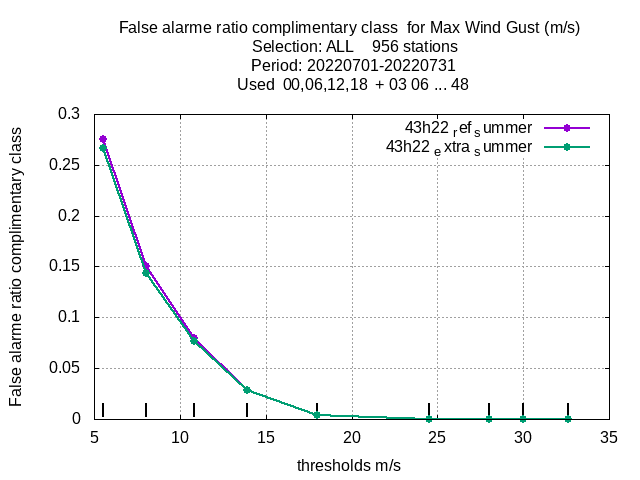 False alarme ratio complimentary class  for Max Wind Gust (m/s)
Selection: ALL    956 stations
Period: 20220701-20220731
Used  00,06,12,18  + 03 06 ... 48
43h22 ref summer
43h22 extra summer
False alarme ratio complimentary class
0.3
0.25
0.2
0.15
0.1
0.05
0
5 10 15 20 25 30 35
thresholds m/s